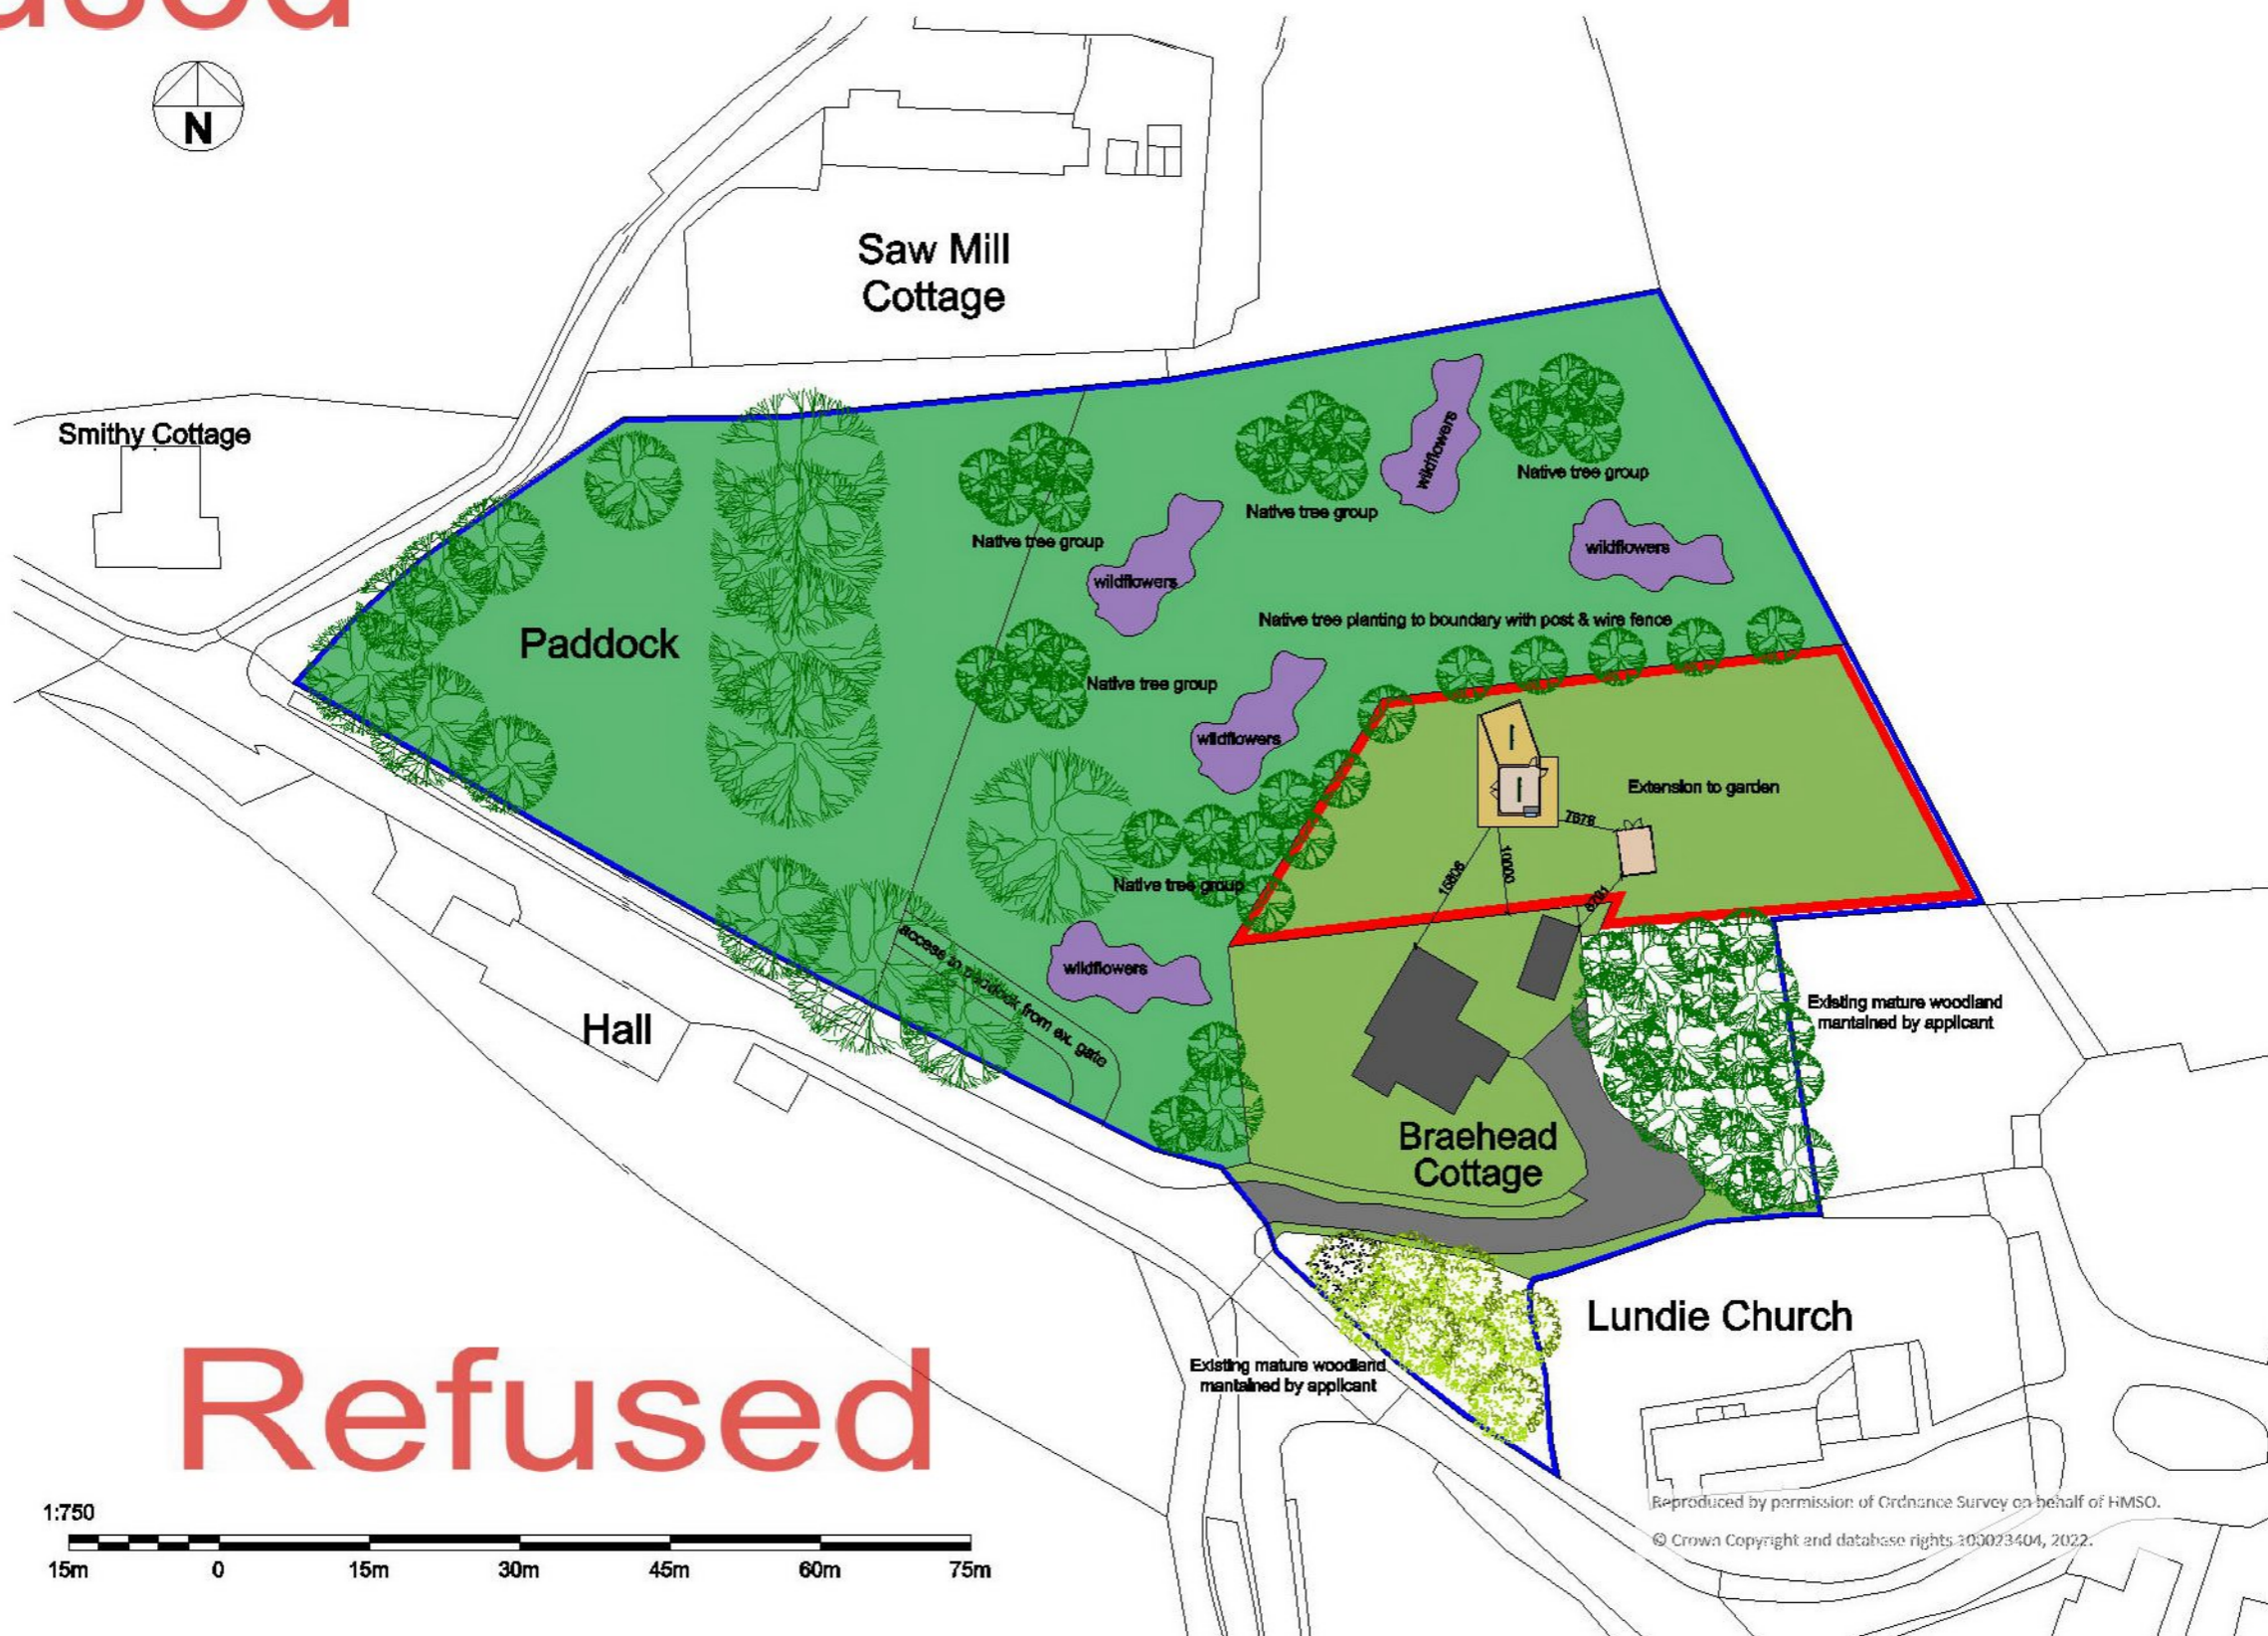 used
N
Saw Mill
Cottage
Smithy Cottage
wildflowers
Native tree group
Native tree group
Native tree group
wildflowers
wildflowers
Native tree planting to boundary with post & wire fence
Paddock
Native tree group
wildflowers
Extension to garden
7678
10000
Native tree group
access to paddock from ex. gate
wildflowers
Existing mature woodland
mantained by applicant
Hall
Braehead
Cottage
Lundie Church
Existing mature woodland
mantained by applicant
Refused
Reproduced by permission of Ordnance Survey on behalf of HMSO.
© Crown Copyright and database rights 100023404, 2022.
1:750
15m 0 15m 30m 45m 60m 75m